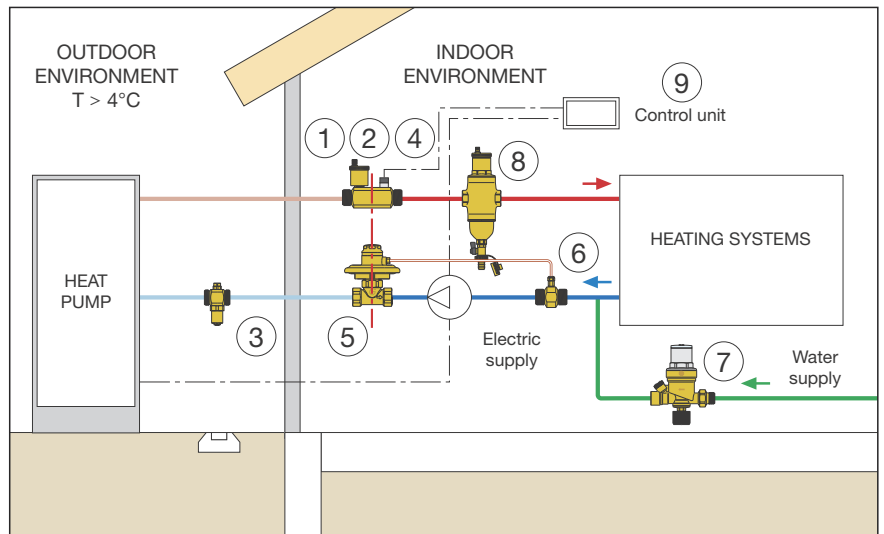 OUTDOOR
ENVIRONMENT
T > 4°C
INDOOR
ENVIRONMENT
9
Control unit
1
2
4
8
HEATING SYSTEMS
6
HEAT
PUMP
3
5
Electric
supply
7
Water
supply